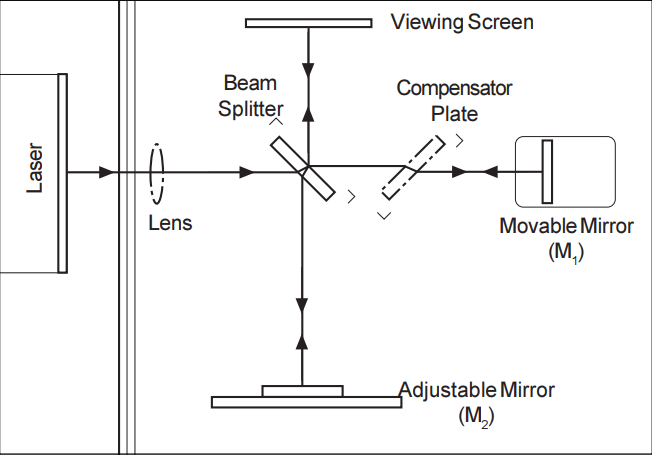 Viewing Screen
Beam
Splitter
Compensator
Plate
Laser
Lens
Movable Mirror
(M1)
Adjustable Mirror
(M2)